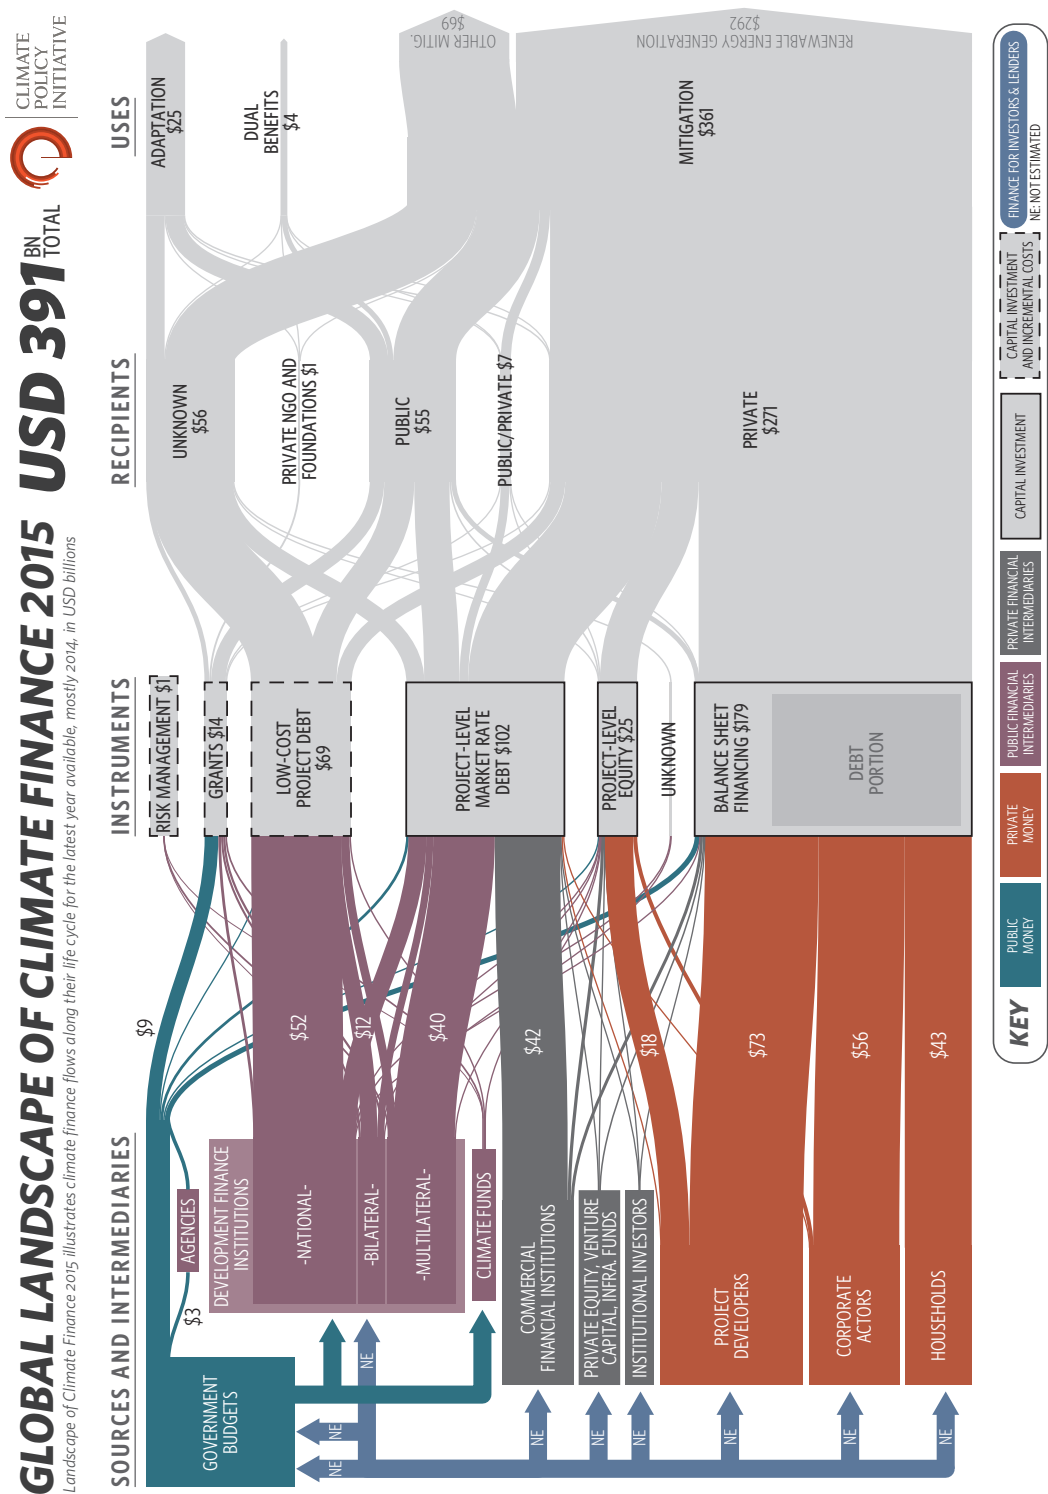 GLOBAL LANDSCAPE OF CLIMATE FINANCE 2015
USD 391 BN TOTAL
CLIMATE
POLICY
INITIATIVE
Landscape of Climate Finance 2015 illustrates climate finance flows along their life cycle for the latest year available, mostly 2014, in USD billions
SOURCES AND INTERMEDIARIES
INSTRUMENTS
RECIPIENTS
USES
GOVERNMENT
BUDGETS
$3
$9
AGENCIES
DEVELOPMENT FINANCE
INSTITUTIONS
-NATIONAL-
$52
-BILATERAL-
$12
-MULTILATERAL-
$40
CLIMATE FUNDS
COMMERCIAL
FINANCIAL INSTITUTIONS
$42
PRIVATE EQUITY, VENTURE
CAPITAL, INFRA. FUNDS
INSTITUTIONAL INVESTORS
$18
PROJECT
DEVELOPERS
$73
CORPORATE
ACTORS
$56
HOUSEHOLDS
$43
NE
NE
NE
NE
NE
NE
NE
NE
NE
RISK MANAGEMENT $1
GRANTS $14
LOW-COST
PROJECT DEBT
$69
PROJECT-LEVEL
MARKET RATE
DEBT $102
PROJECT-LEVEL
EQUITY $25
UNKNOWN
BALANCE SHEET
FINANCING $179
DEBT
PORTION
UNKNOWN
$56
PRIVATE NGO AND
FOUNDATIONS $1
PUBLIC
$55
PUBLIC/PRIVATE $7
PRIVATE
$271
ADAPTATION
$25
DUAL
BENEFITS
$4
MITIGATION
$361
OTHER MITIG.
$69
RENEWABLE ENERGY GENERATION
$292
KEY
PUBLIC
MONEY
PRIVATE
MONEY
PUBLIC FINANCIAL
INTERMEDIARIES
PRIVATE FINANCIAL
INTERMEDIARIES
CAPITAL INVESTMENT
CAPITAL INVESTMENT
AND INCREMENTAL COSTS
FINANCE FOR INVESTORS & LENDERS
NE: NOT ESTIMATED